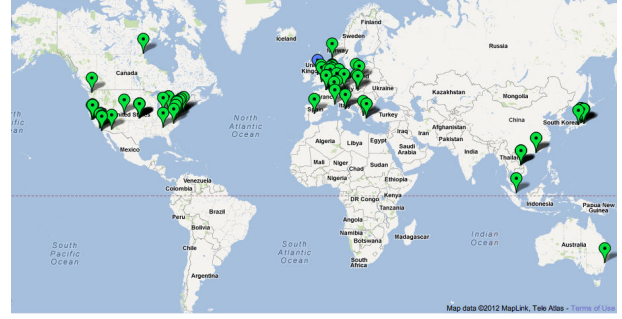 Finland
Iceland
Sweden
Norway
Russia
Canada
United
Kingdom
Ukraine
Kazakhstan
Mongolia
Spain
Italy
Turkey
China
South Korea
North
Atlantic
Ocean
United States
Iraq
Iran
Afghanistan
Pakistan
Algeria
Libya
Egypt
Saudi
Arabia
India
Mexico
Mali
Niger
Chad
Sudan
Thailand
Nigeria
Ethiopia
Venezuela
Colombia
DR Congo
Kenya
Tanzania
Indonesia
Papua New
Guinea
Peru
Brazil
Bolivia
Angola
Namibia
Botswana
Madagascar
Chile
South
Pacific
Ocean
South
Atlantic
Ocean
Indian
Ocean
Australia
South
Africa
Argentina
Map data ©2012 MapLink, Tele Atlas - Terms of Use